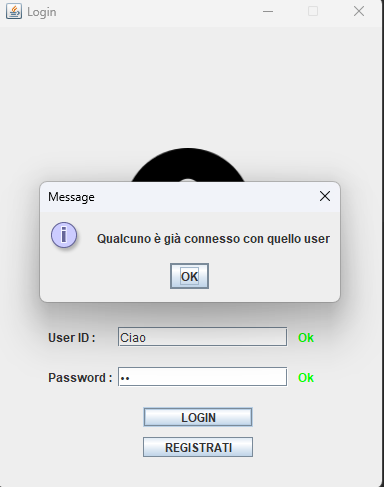 Login
Message
Qualcuno è già connesso con quello user
OK
User ID : Ciao Ok
Password : •• Ok
LOGIN
REGISTRATI